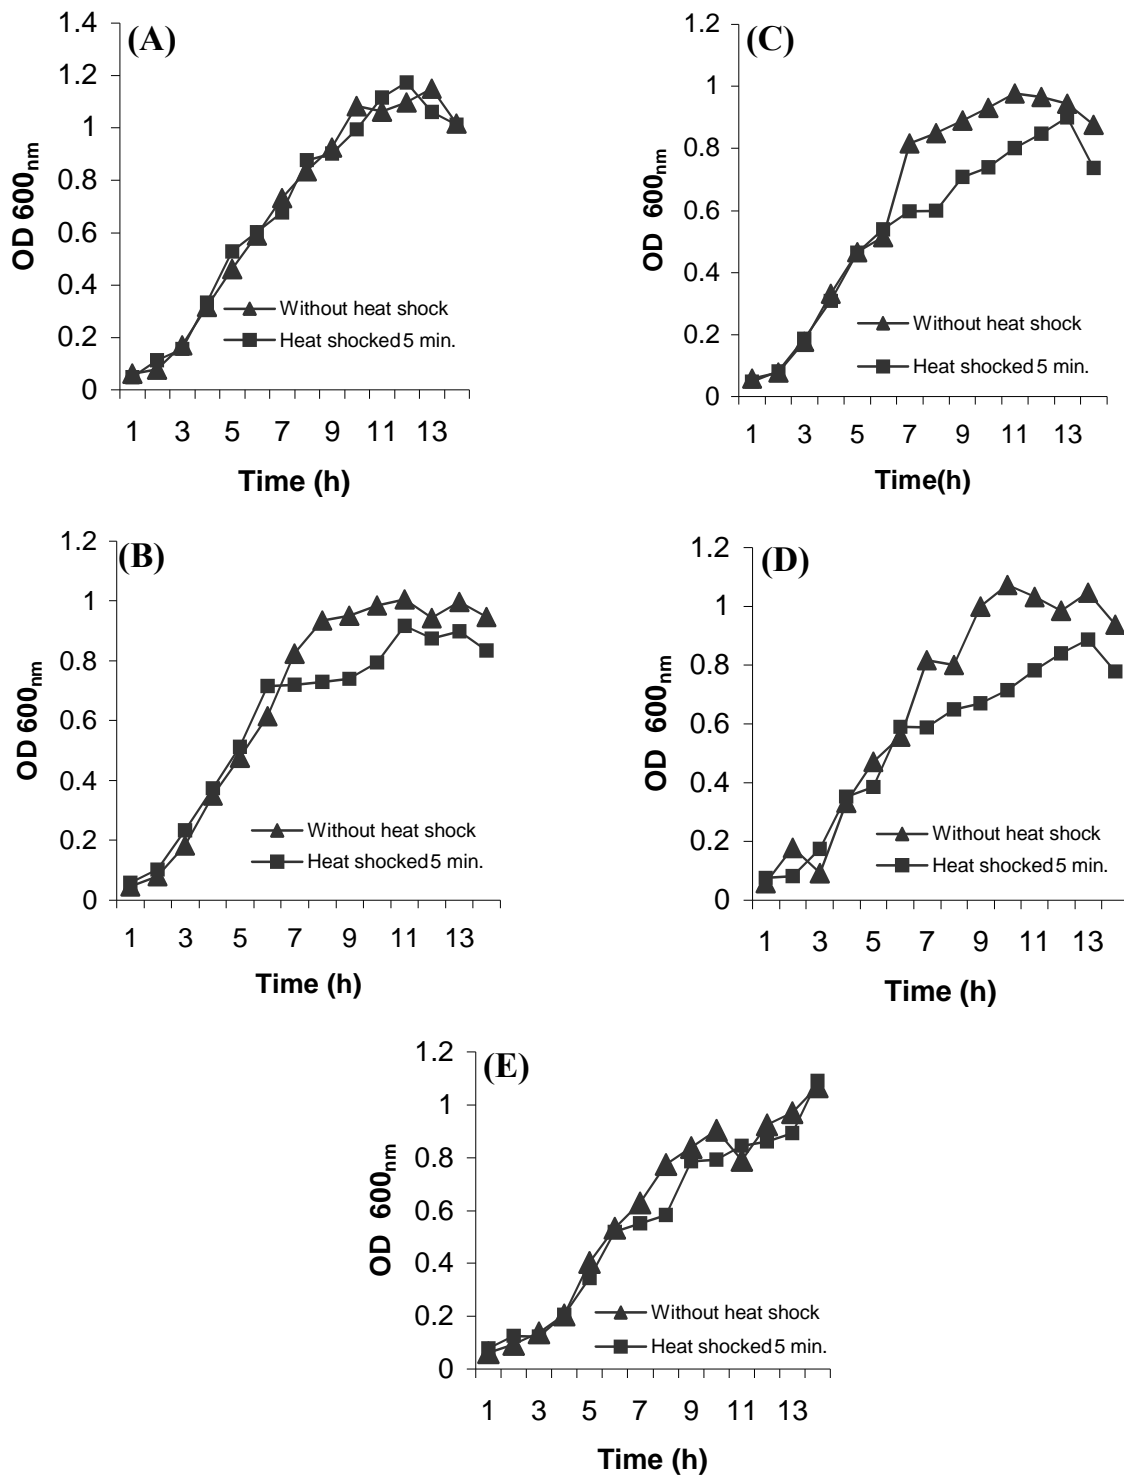 (A)
1.4
1.2
1
0.8
0.6
0.4
0.2
0
OD 600nm
Without heat shock
Heat shocked 5 min.
1 3 5 7 9 11 13
Time (h)
(C)
1.2
1
0.8
0.6
0.4
0.2
0
OD 600nm
Without heat shock
Heat shocked 5 min.
1 3 5 7 9 11 13
Time(h)
(B)
1.2
1
0.8
0.6
0.4
0.2
0
OD 600nm
Without heat shock
Heat shocked 5 min.
1 3 5 7 9 11 13
Time (h)
(D)
1.2
1
0.8
0.6
0.4
0.2
0
OD 600nm
Without heat shock
Heat shocked 5 min.
1 3 5 7 9 11 13
Time (h)
(E)
1.2
1
0.8
0.6
0.4
0.2
0
OD 600nm
Without heat shock
Heat shocked 5 min.
1 3 5 7 9 11 13
Time (h)